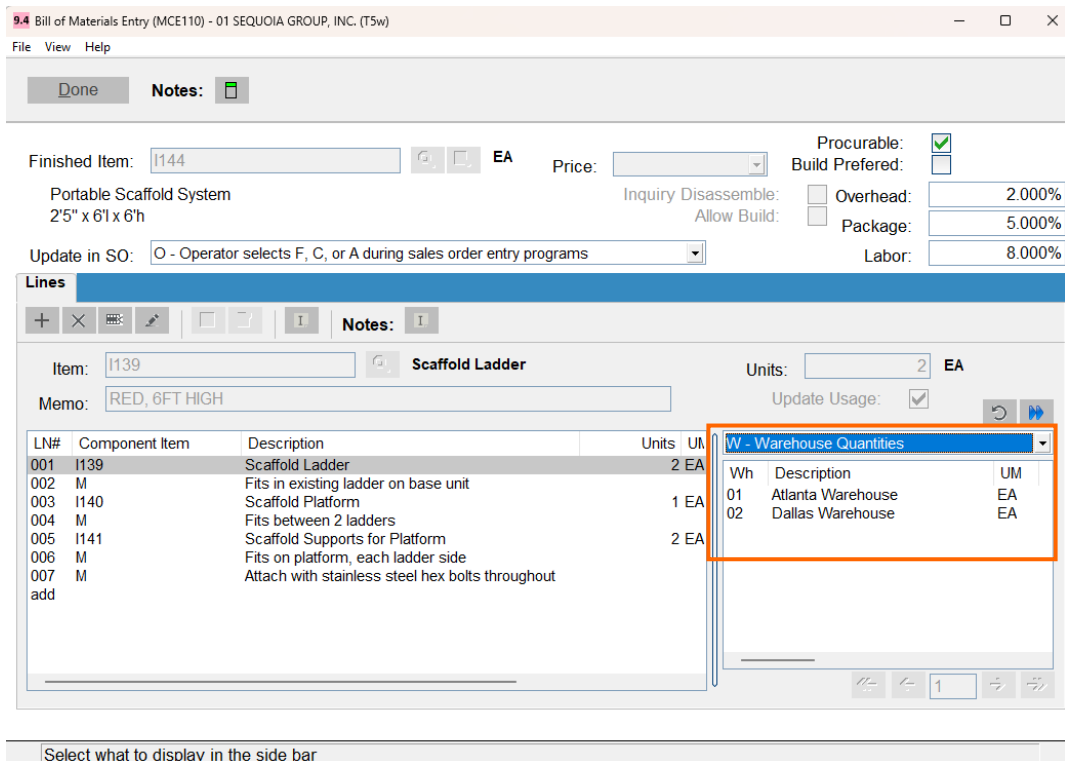 9.4 Bill of Materials Entry (MCE110) - 01 SEQUOIA GROUP, INC. (T5w)
File View Help
Done Notes:
Finished Item: I144 EA Price: Procurable:
Build Prefered:
Portable Scaffold System Inquiry Disassemble: Overhead: 2.000%
2'5" x 6'l x 6'h Allow Build: Package: 5.000%
Update in SO: O - Operator selects F, C, or A during sales order entry programs Labor: 8.000%
Lines
I Notes: I
Item: I139 Scaffold Ladder Units: 2 EA
Memo: RED, 6FT HIGH Update Usage:
LN# Component Item Description Units UM
001 I139 Scaffold Ladder 2 EA
002 M Fits in existing ladder on base unit
003 I140 Scaffold Platform 1 EA
004 M Fits between 2 ladders
005 I141 Scaffold Supports for Platform 2 EA
006 M Fits on platform, each ladder side
007 M Attach with stainless steel hex bolts throughout
add
W - Warehouse Quantities
Wh Description UM
01 Atlanta Warehouse EA
02 Dallas Warehouse EA
1
Select what to display in the side bar